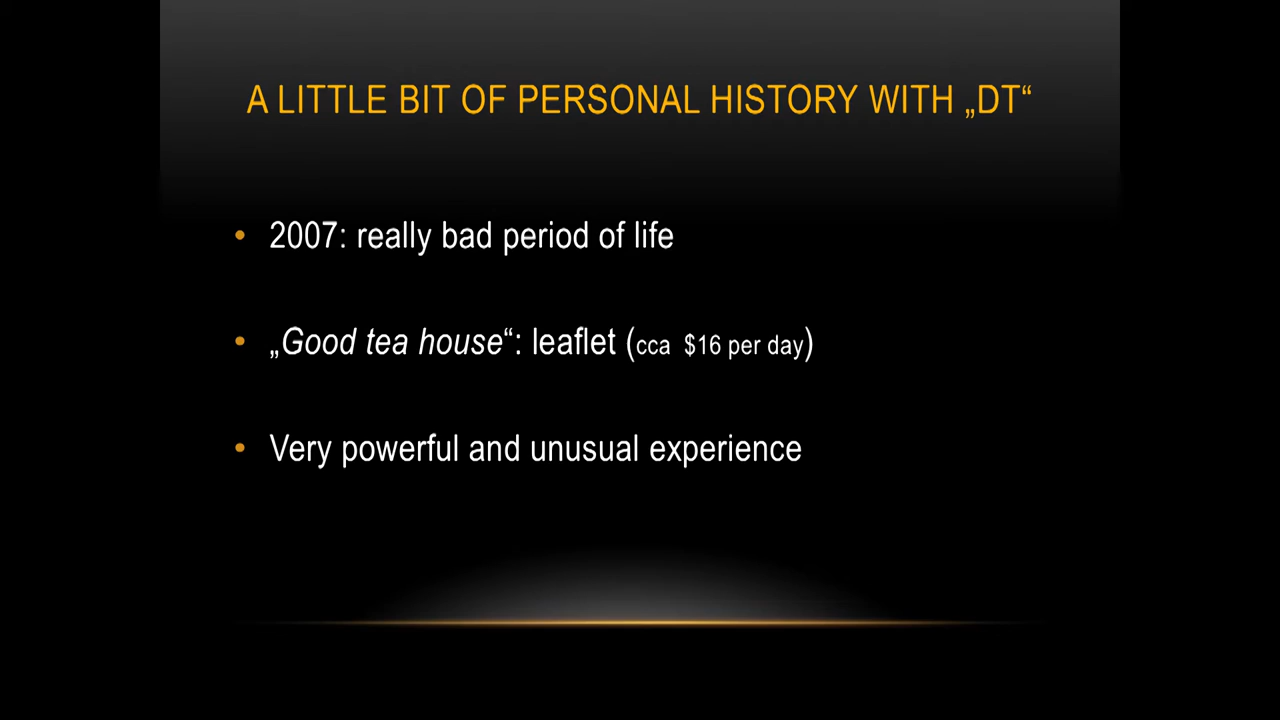 A LITTLE BIT OF PERSONAL HISTORY WITH „DT“
• 2007: really bad period of life
• „Good tea house“: leaflet (cca $16 per day)
• Very powerful and unusual experience